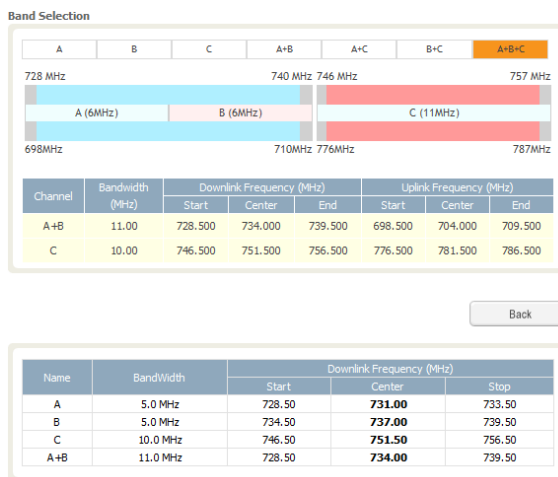 Band Selection
A B C A+B A+C B+C A+B+C
728 MHz 740 MHz 746 MHz 757 MHz
A (6MHz) B (6MHz) C (11MHz)
698MHz 710MHz 776MHz 787MHz
Channel Bandwidth (MHz) Downlink Frequency (MHz) Uplink Frequency (MHz)
Start Center End Start Center End
A+B 11.00 728.500 734.000 739.500 698.500 704.000 709.500
C 10.00 746.500 751.500 756.500 776.500 781.500 786.500
Back
Name BandWidth Downlink Frequency (MHz)
Start Center Stop
A 5.0 MHz 728.50 731.00 733.50
B 5.0 MHz 734.50 737.00 739.50
C 10.0 MHz 746.50 751.50 756.50
A+B 11.0 MHz 728.50 734.00 739.50